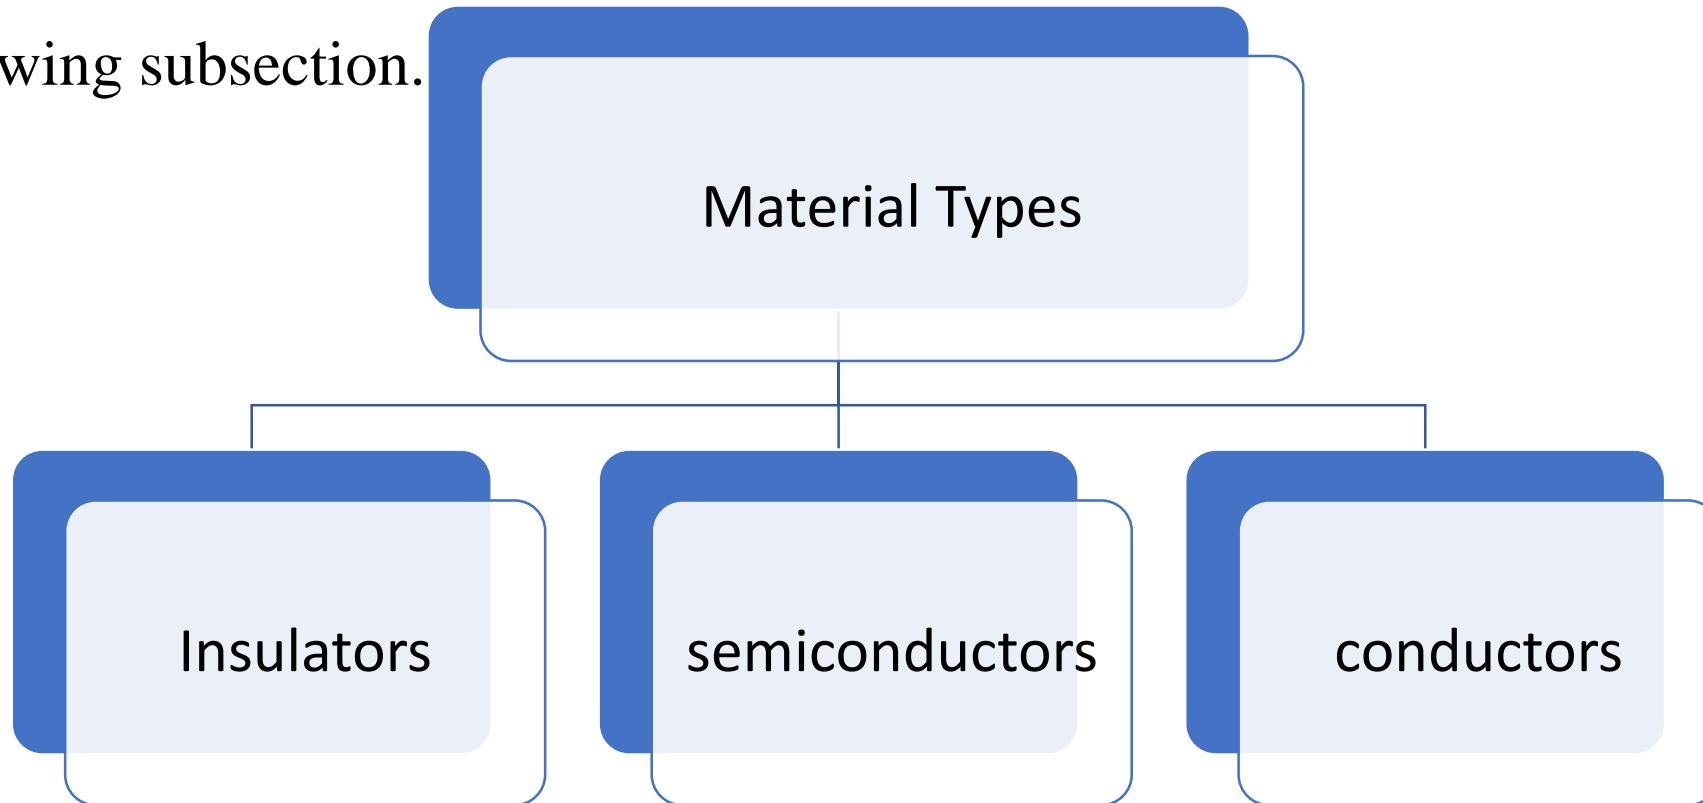 wing subsection.
Material Types
Insulators
semiconductors
conductors